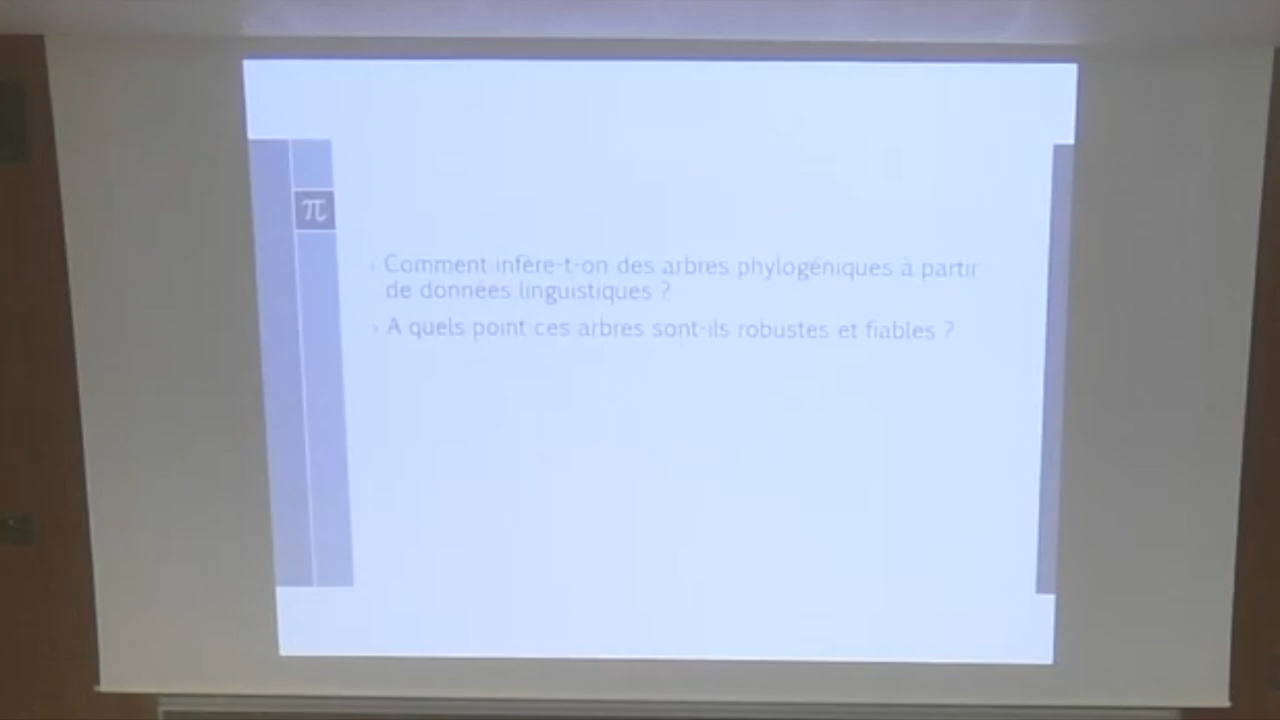 π
› Comment infère-t-on des arbres phylogéniques à partir
de données linguistiques ?
› A quels point ces arbres sont-ils robustes et fiables ?